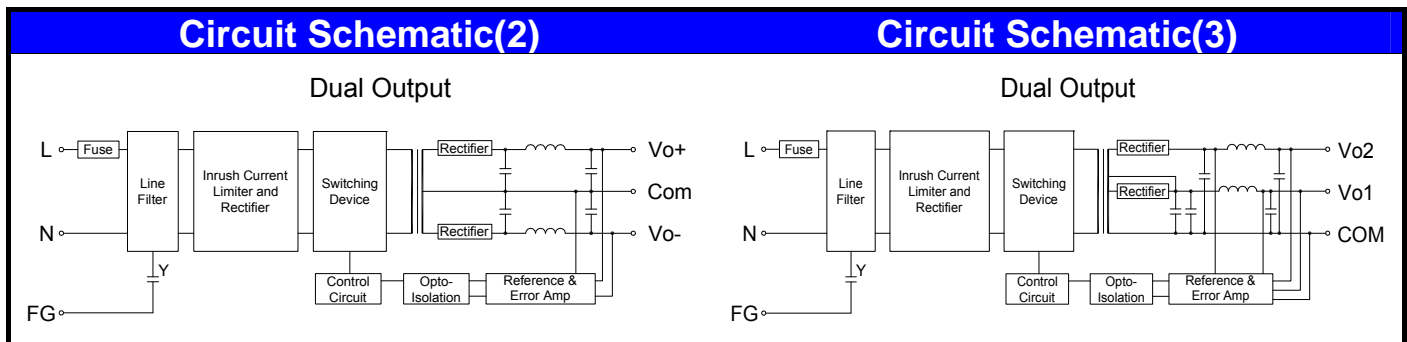 Circuit Schematic(2)
Dual Output
L
Fuse
Line
Filter
Inrush Current
Limiter and
Rectifier
Switching
Device
Rectifier
Vo+
Com
Rectifier
Vo-
N
Y
Control
Circuit
Opto-
Isolation
Reference &
Error Amp
FG
Circuit Schematic(3)
Dual Output
L
Fuse
Line
Filter
Inrush Current
Limiter and
Rectifier
Switching
Device
Rectifier
Vo2
Rectifier
Vo1
N
COM
Y
Control
Circuit
Opto-
Isolation
Reference &
Error Amp
FG